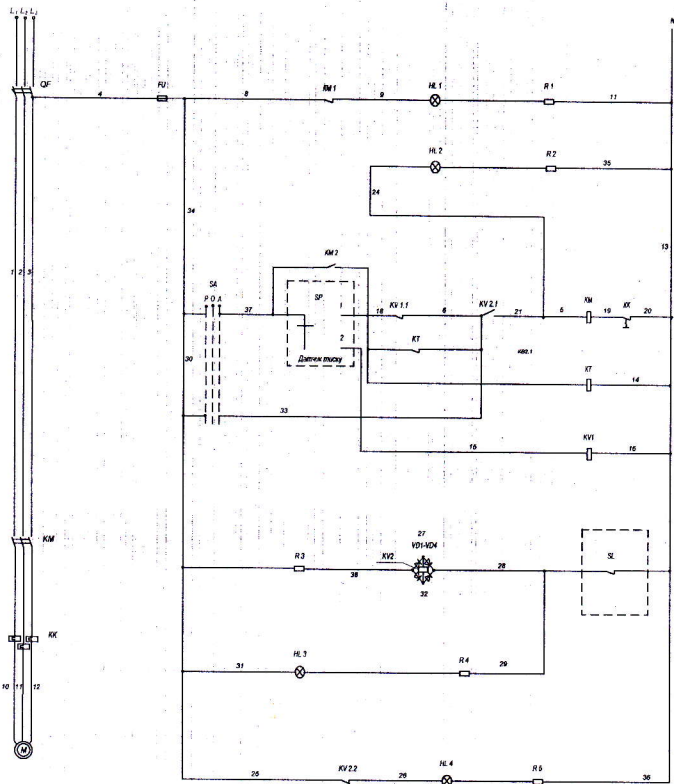 L1 L2 L3
N
QF
4
FU
8
KM 1
9
HL 1
R 1
11
HL 2
R 2
35
24
34
13
1
2
3
KM 2
SA
P O A
37
SP
1
18
KV 1.1
6
KV 2.1
21
5
KM
19
KK
20
2
KT
Датчик тиску
КВ2.1
30
KT
14
33
15
KV1
16
KM
27
VD1-VD4
R 3
KV2
38
28
SL
32
KK
HL 3
31
R 4
29
10
11
12
M
25
KV 2.2
26
HL 4
R 5
36